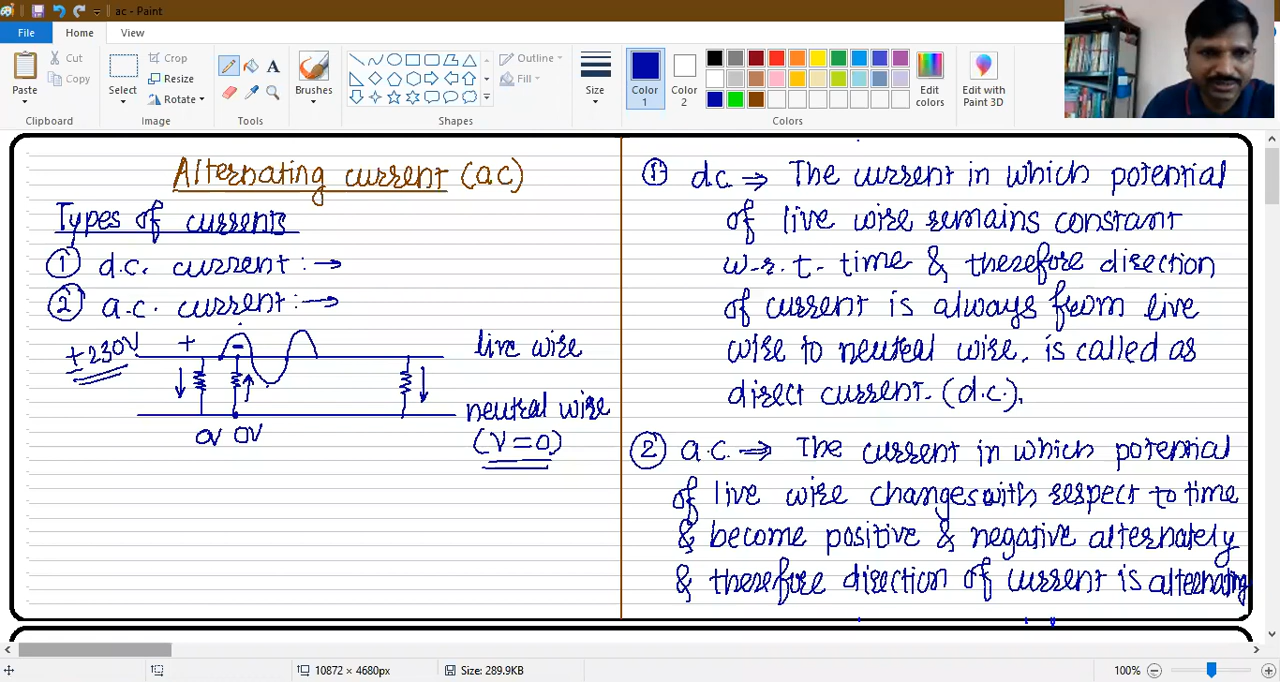 ac - Paint
File
Home
View
Paste
Cut
Copy
Clipboard
Select
Crop
Resize
Rotate
Image
A
Tools
Brushes
Outline
Fill
Shapes
Size
Color 1
Color 2
Edit colors
Colors
Edit with Paint 3D
Alternating current (ac)
Types of currents
① d.c. current :→
② a.c. current :→
+230V
+
-
live wire
neutral wire
0V 0V
(V=0)
① d.c. ⇒ The current in which potential
of live wire remains constant
w.r.t. time & therefore direction
of current is always from live
wire to neutral wire. is called as
direct current. (d.c.).
② a.c. ⇒ The current in which potential
of live wire changes with respect to time
& become positive & negative alternately
& therefore direction of current is alternating
10872 × 4680px
Size: 289.9KB
100%